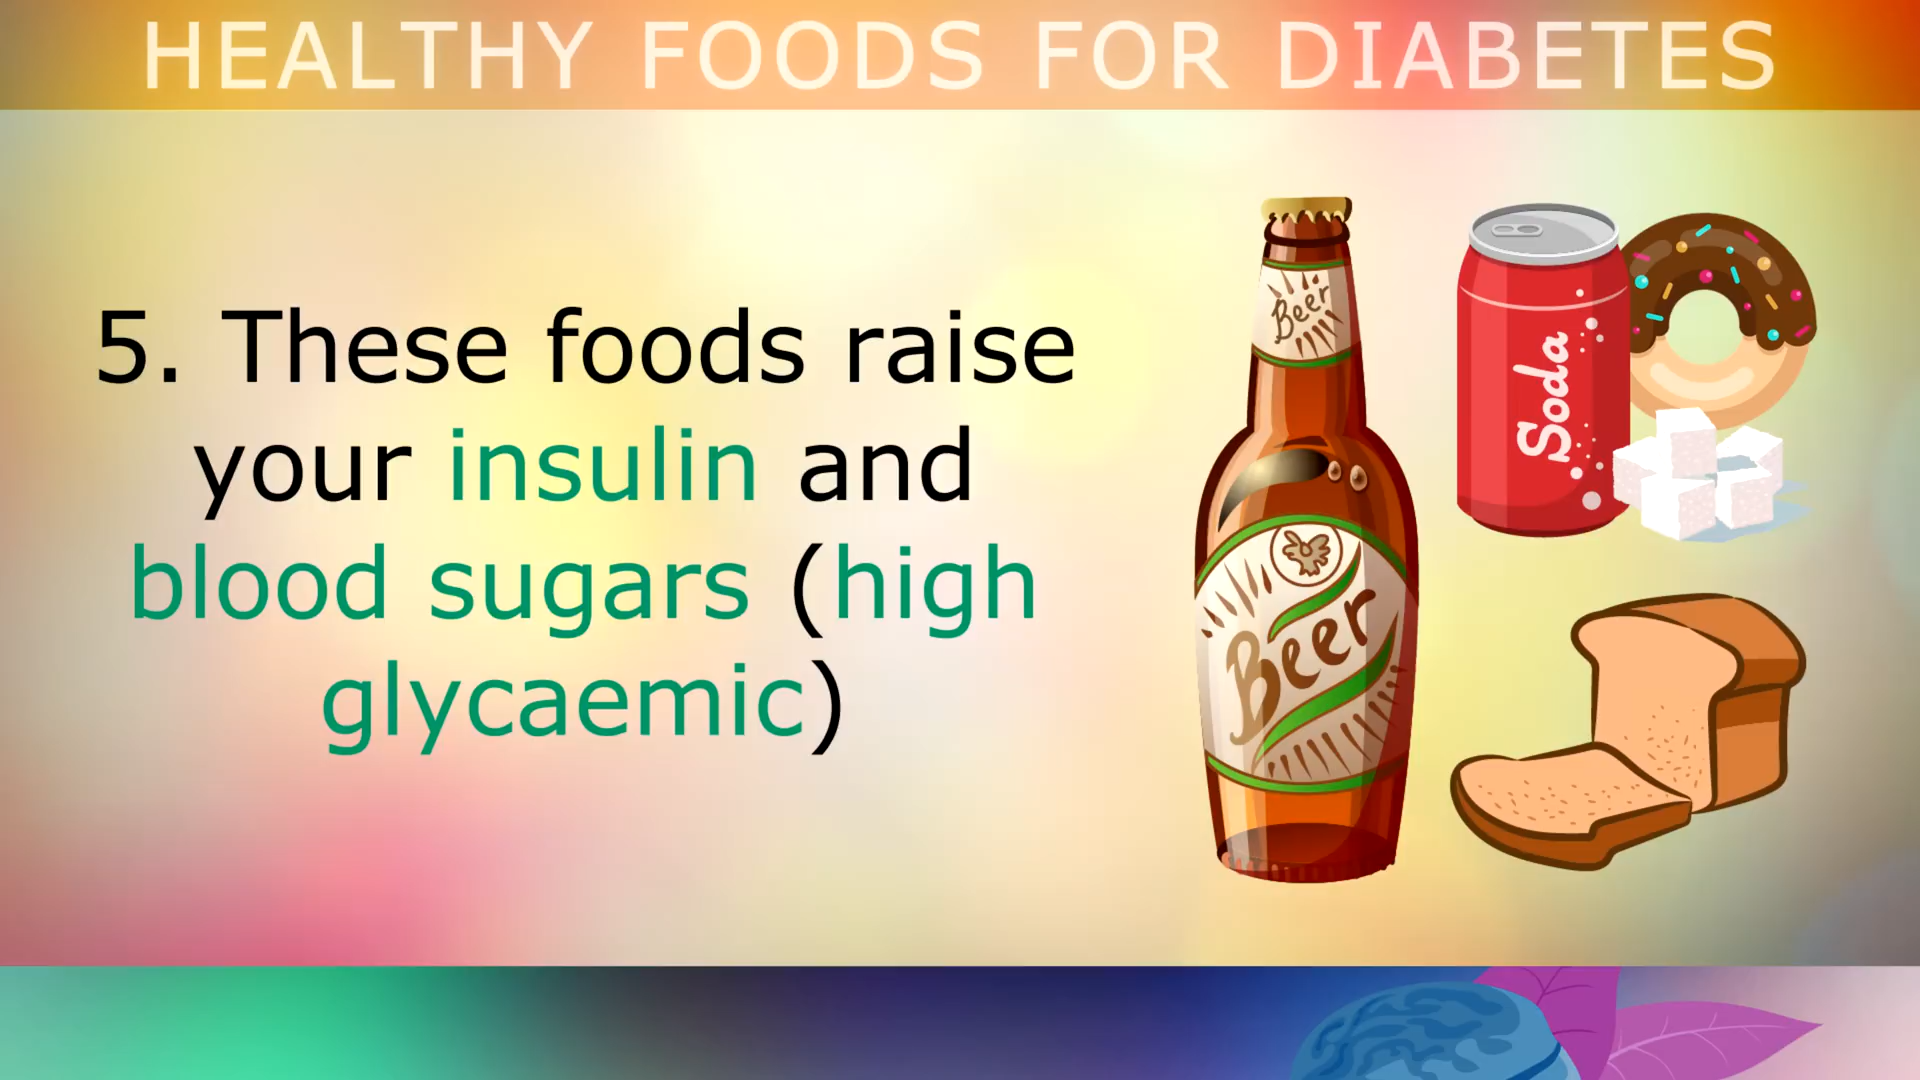 HEALTHY FOODS FOR DIABETES
5. These foods raise
your insulin and
blood sugars (high
glycaemic)
Beer
Beer
Soda